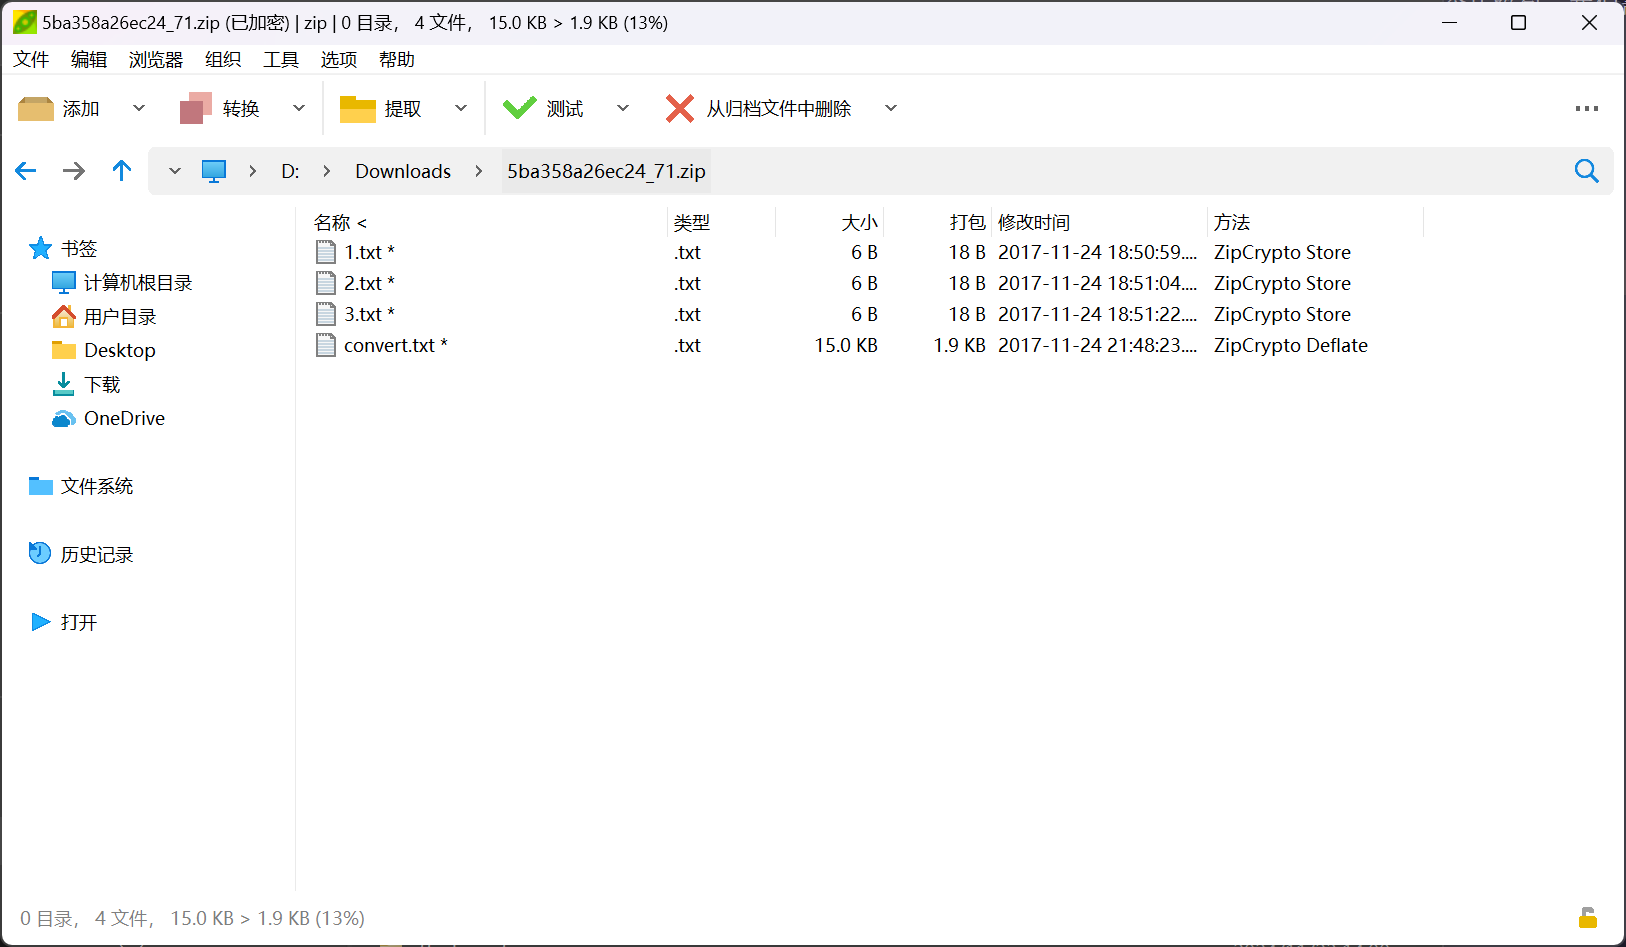 5ba358a26ec24_71.zip (已加密) | zip | 0 目录， 4 文件， 15.0 KB > 1.9 KB (13%)
文件 编辑 浏览器 组织 工具 选项 帮助
添加 转换 提取 测试 从归档文件中删除
D: Downloads 5ba358a26ec24_71.zip
名称 < 类型 大小 打包 修改时间 方法
1.txt * .txt 6 B 18 B 2017-11-24 18:50:59.... ZipCrypto Store
2.txt * .txt 6 B 18 B 2017-11-24 18:51:04.... ZipCrypto Store
3.txt * .txt 6 B 18 B 2017-11-24 18:51:22.... ZipCrypto Store
convert.txt * .txt 15.0 KB 1.9 KB 2017-11-24 21:48:23.... ZipCrypto Deflate
书签
计算机根目录
用户目录
Desktop
下载
OneDrive
文件系统
历史记录
打开
0 目录， 4 文件， 15.0 KB > 1.9 KB (13%)